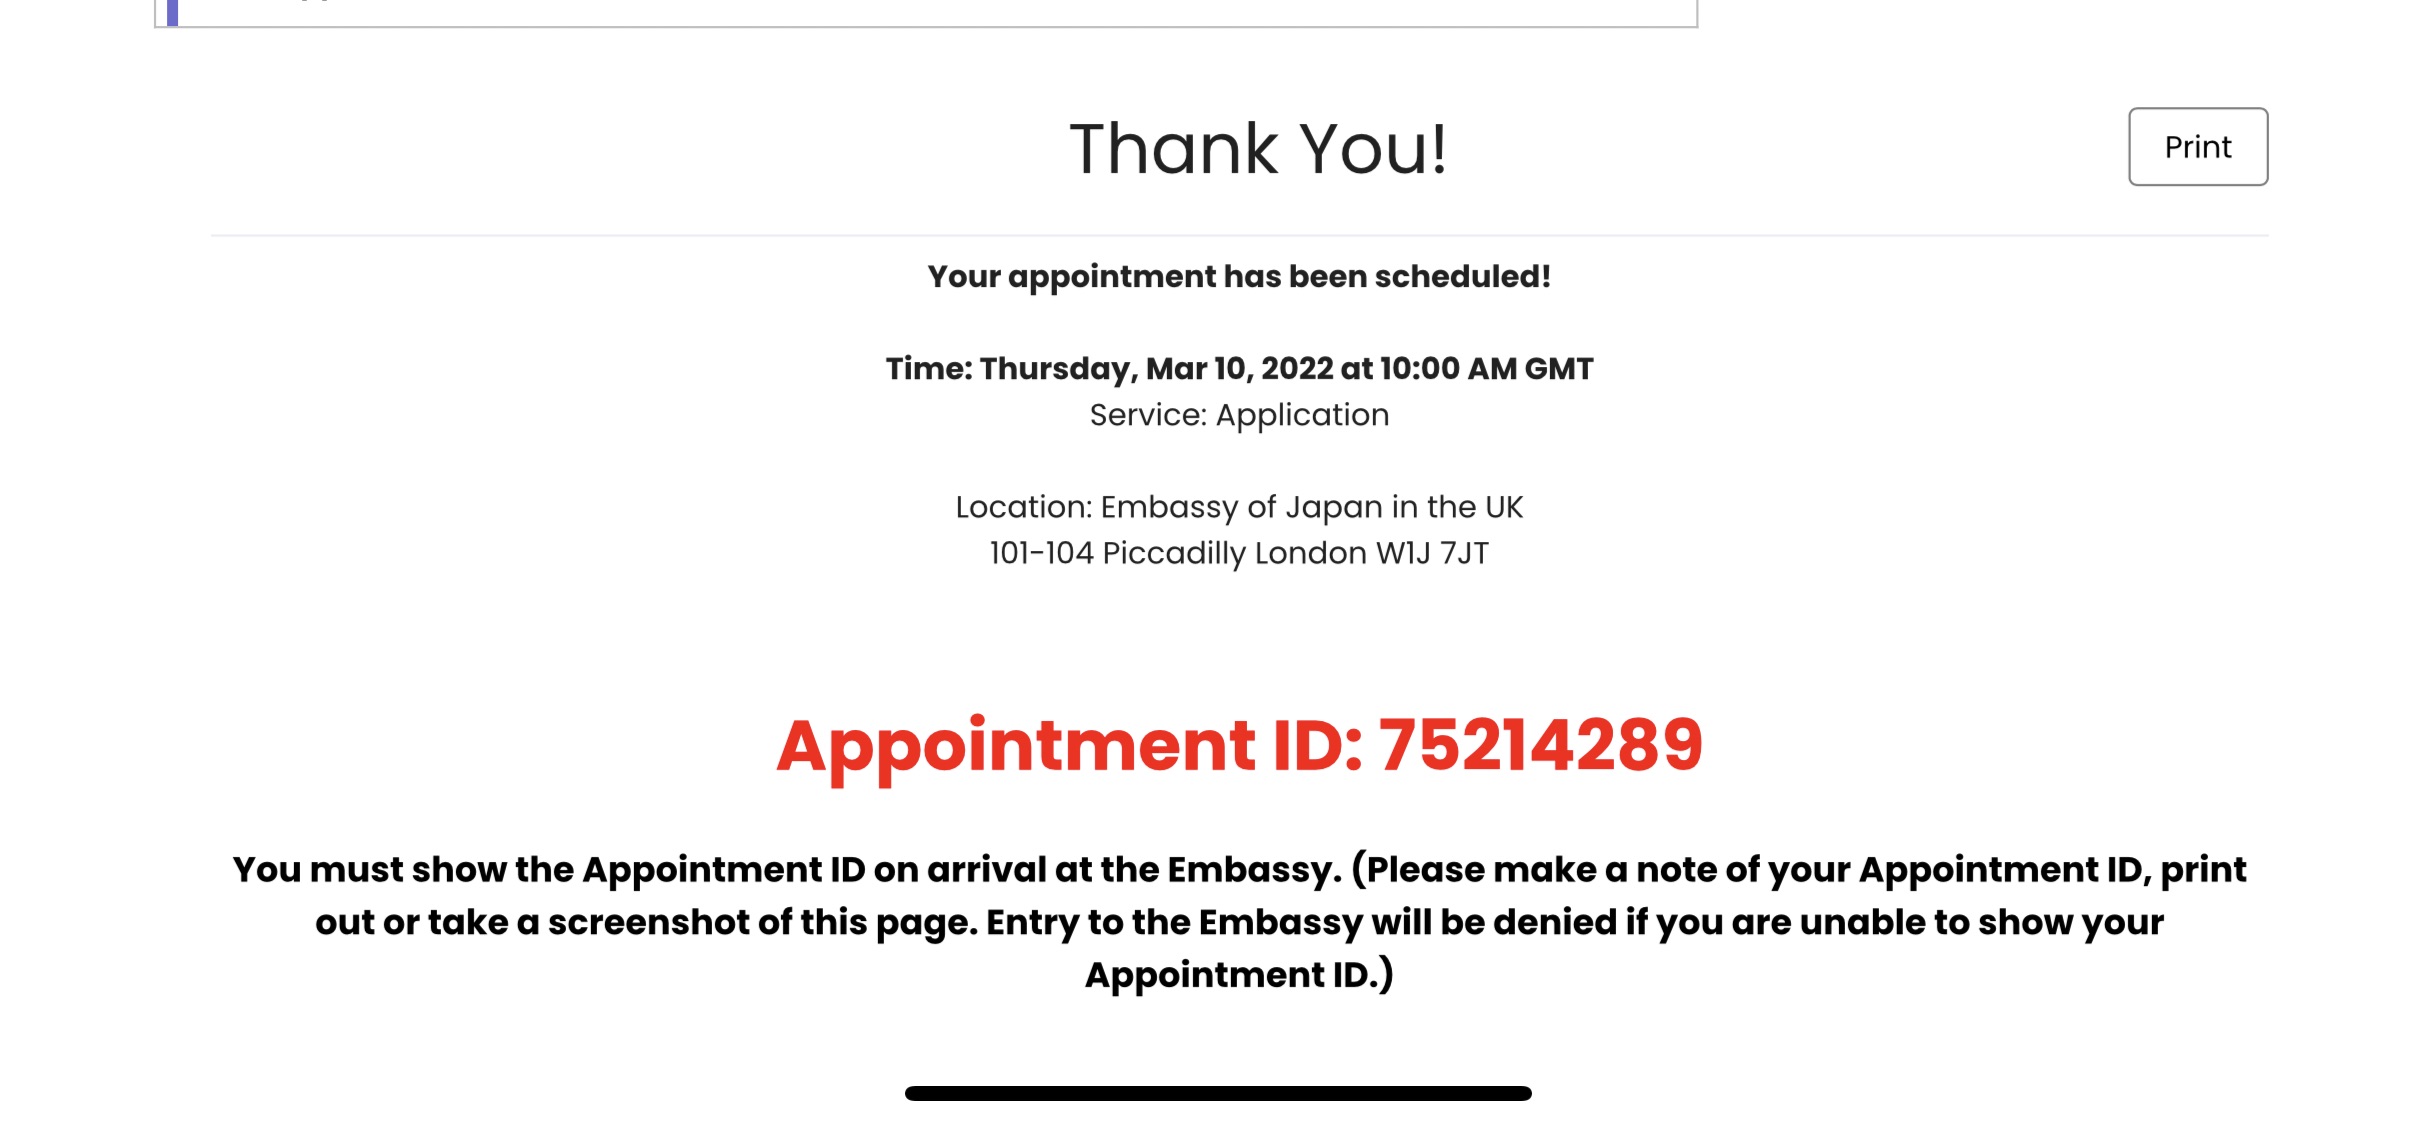 Thank You!
Print
Your appointment has been scheduled!
Time: Thursday, Mar 10, 2022 at 10:00 AM GMT
Service: Application
Location: Embassy of Japan in the UK
101-104 Piccadilly London W1J 7JT
Appointment ID: 75214289
You must show the Appointment ID on arrival at the Embassy. (Please make a note of your Appointment ID, print
out or take a screenshot of this page. Entry to the Embassy will be denied if you are unable to show your
Appointment ID.)